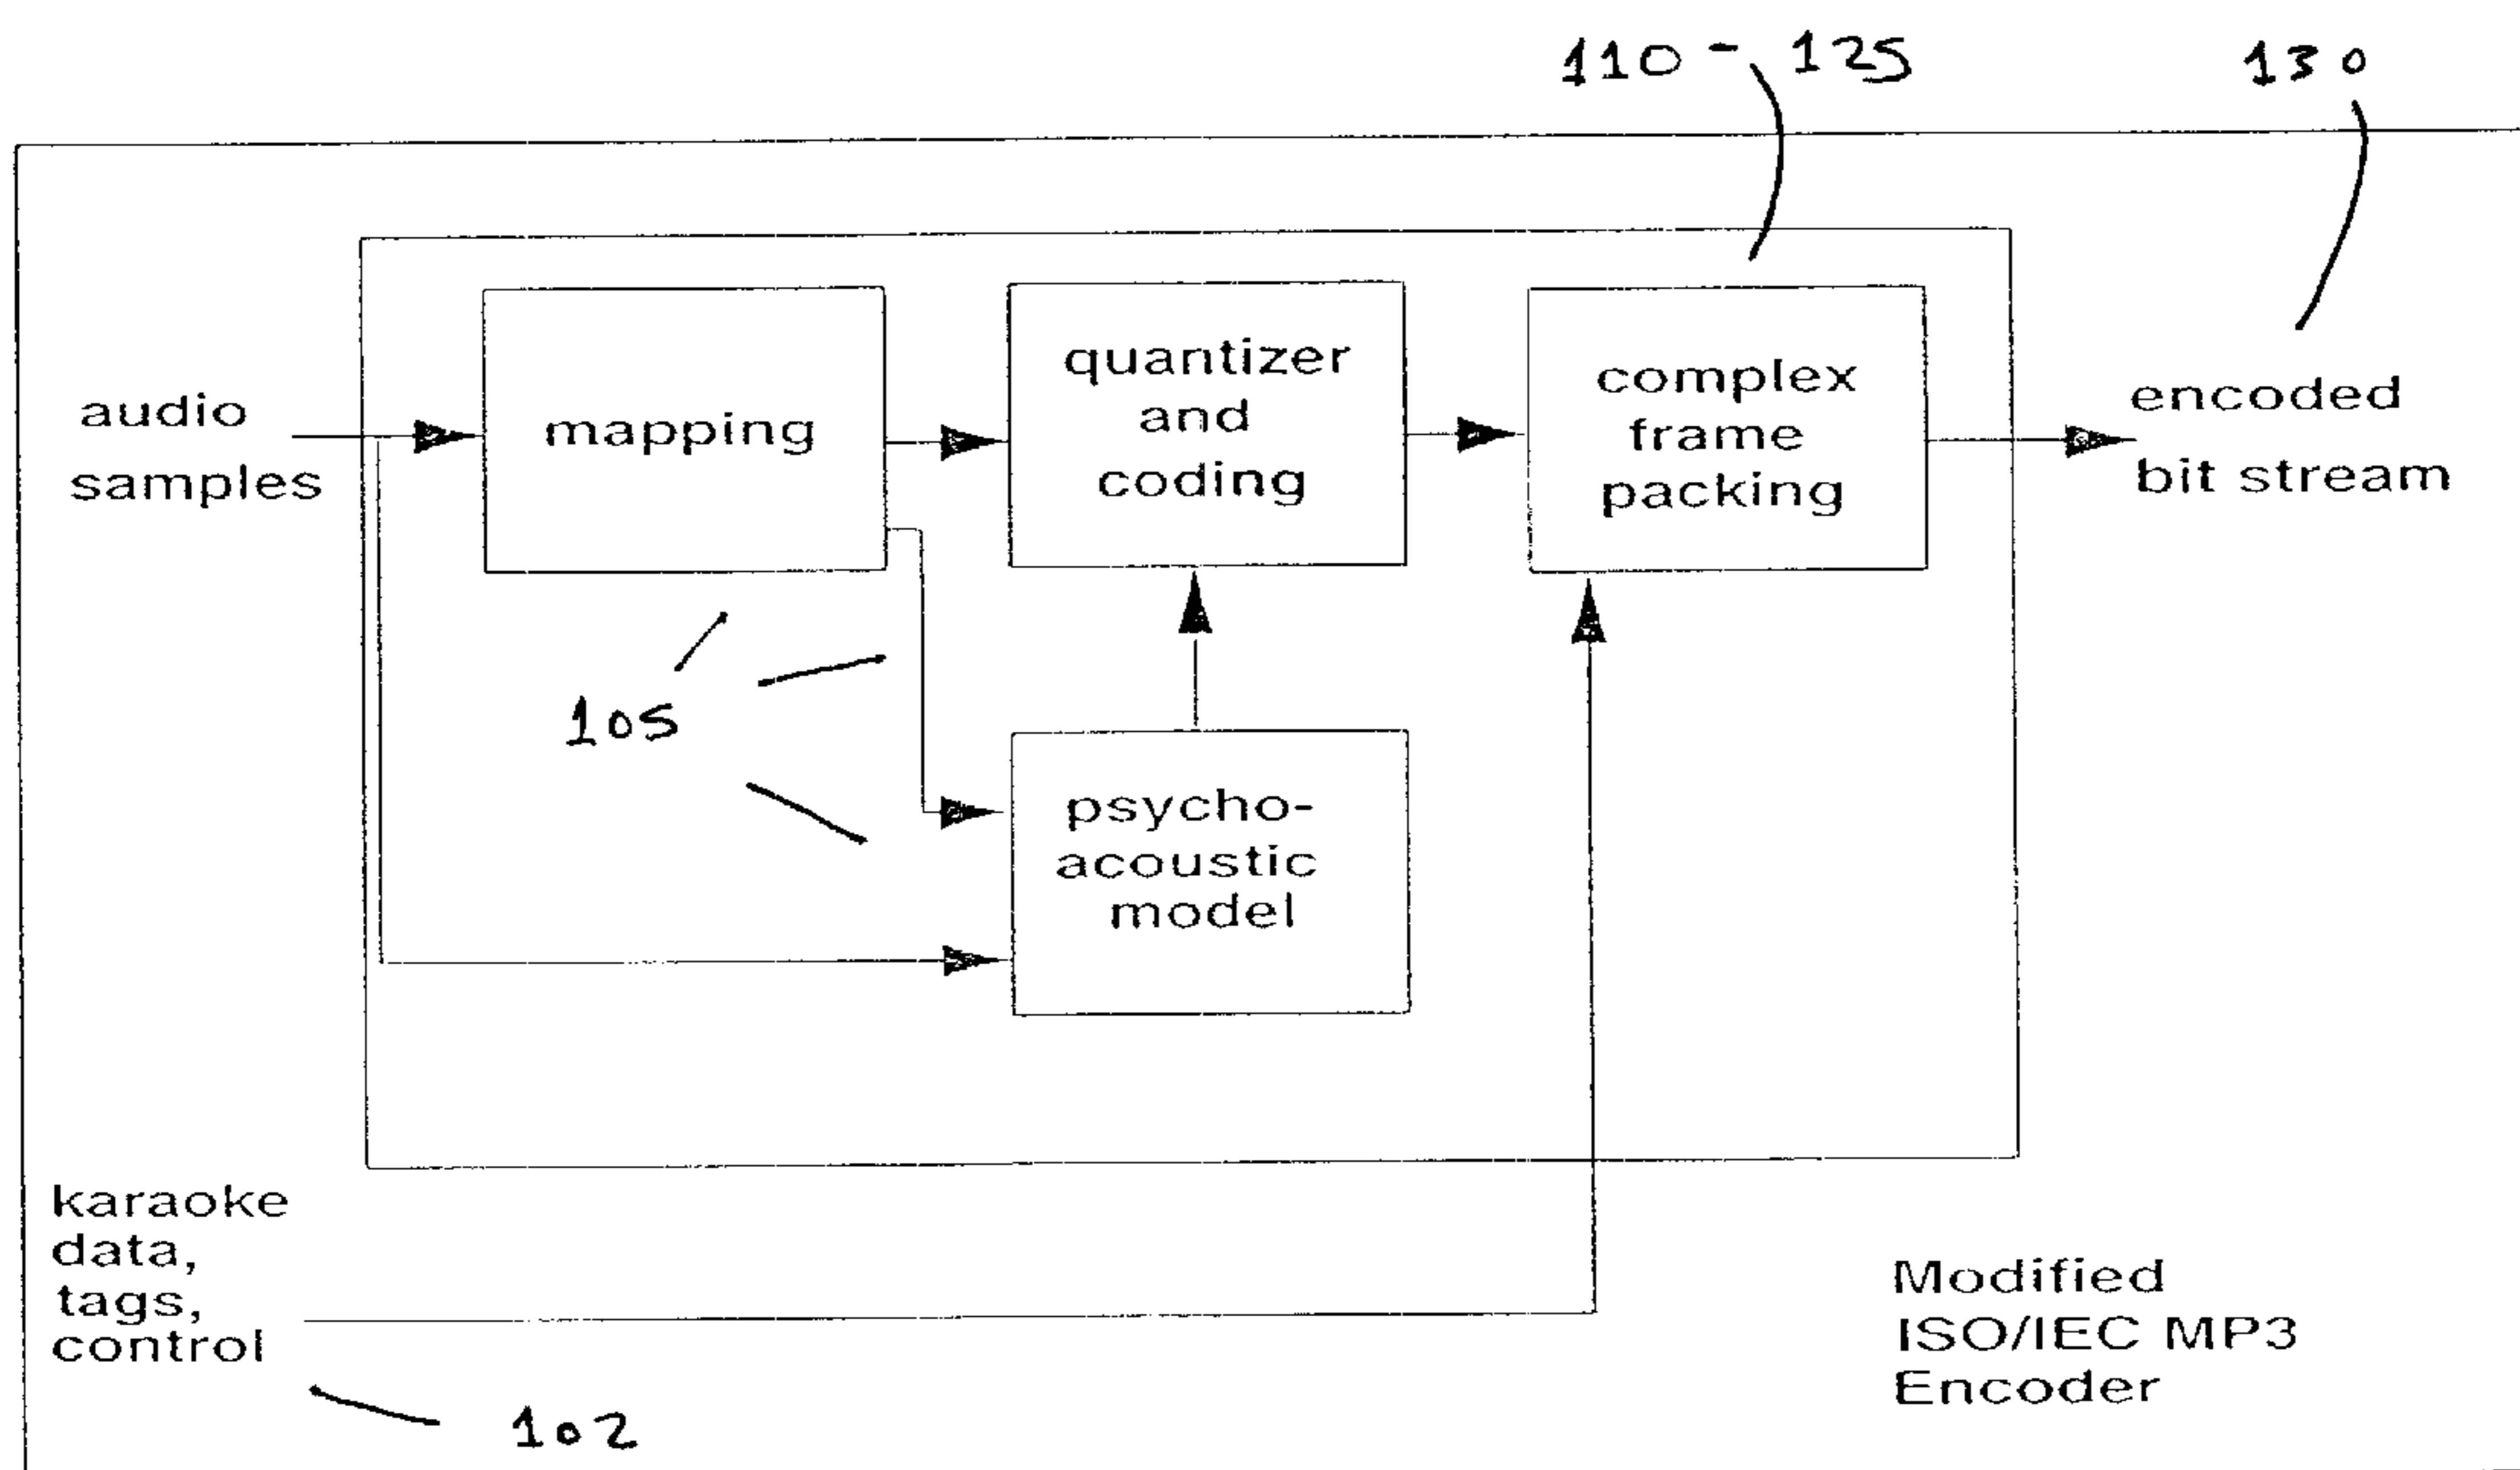 110 - 125
130
audio
samples
mapping
quantizer
and
coding
complex
frame
packing
encoded
bit stream
105
psycho-
acoustic
model
karaoke
data,
tags,
control
102
Modified
ISO/IEC MP3
Encoder